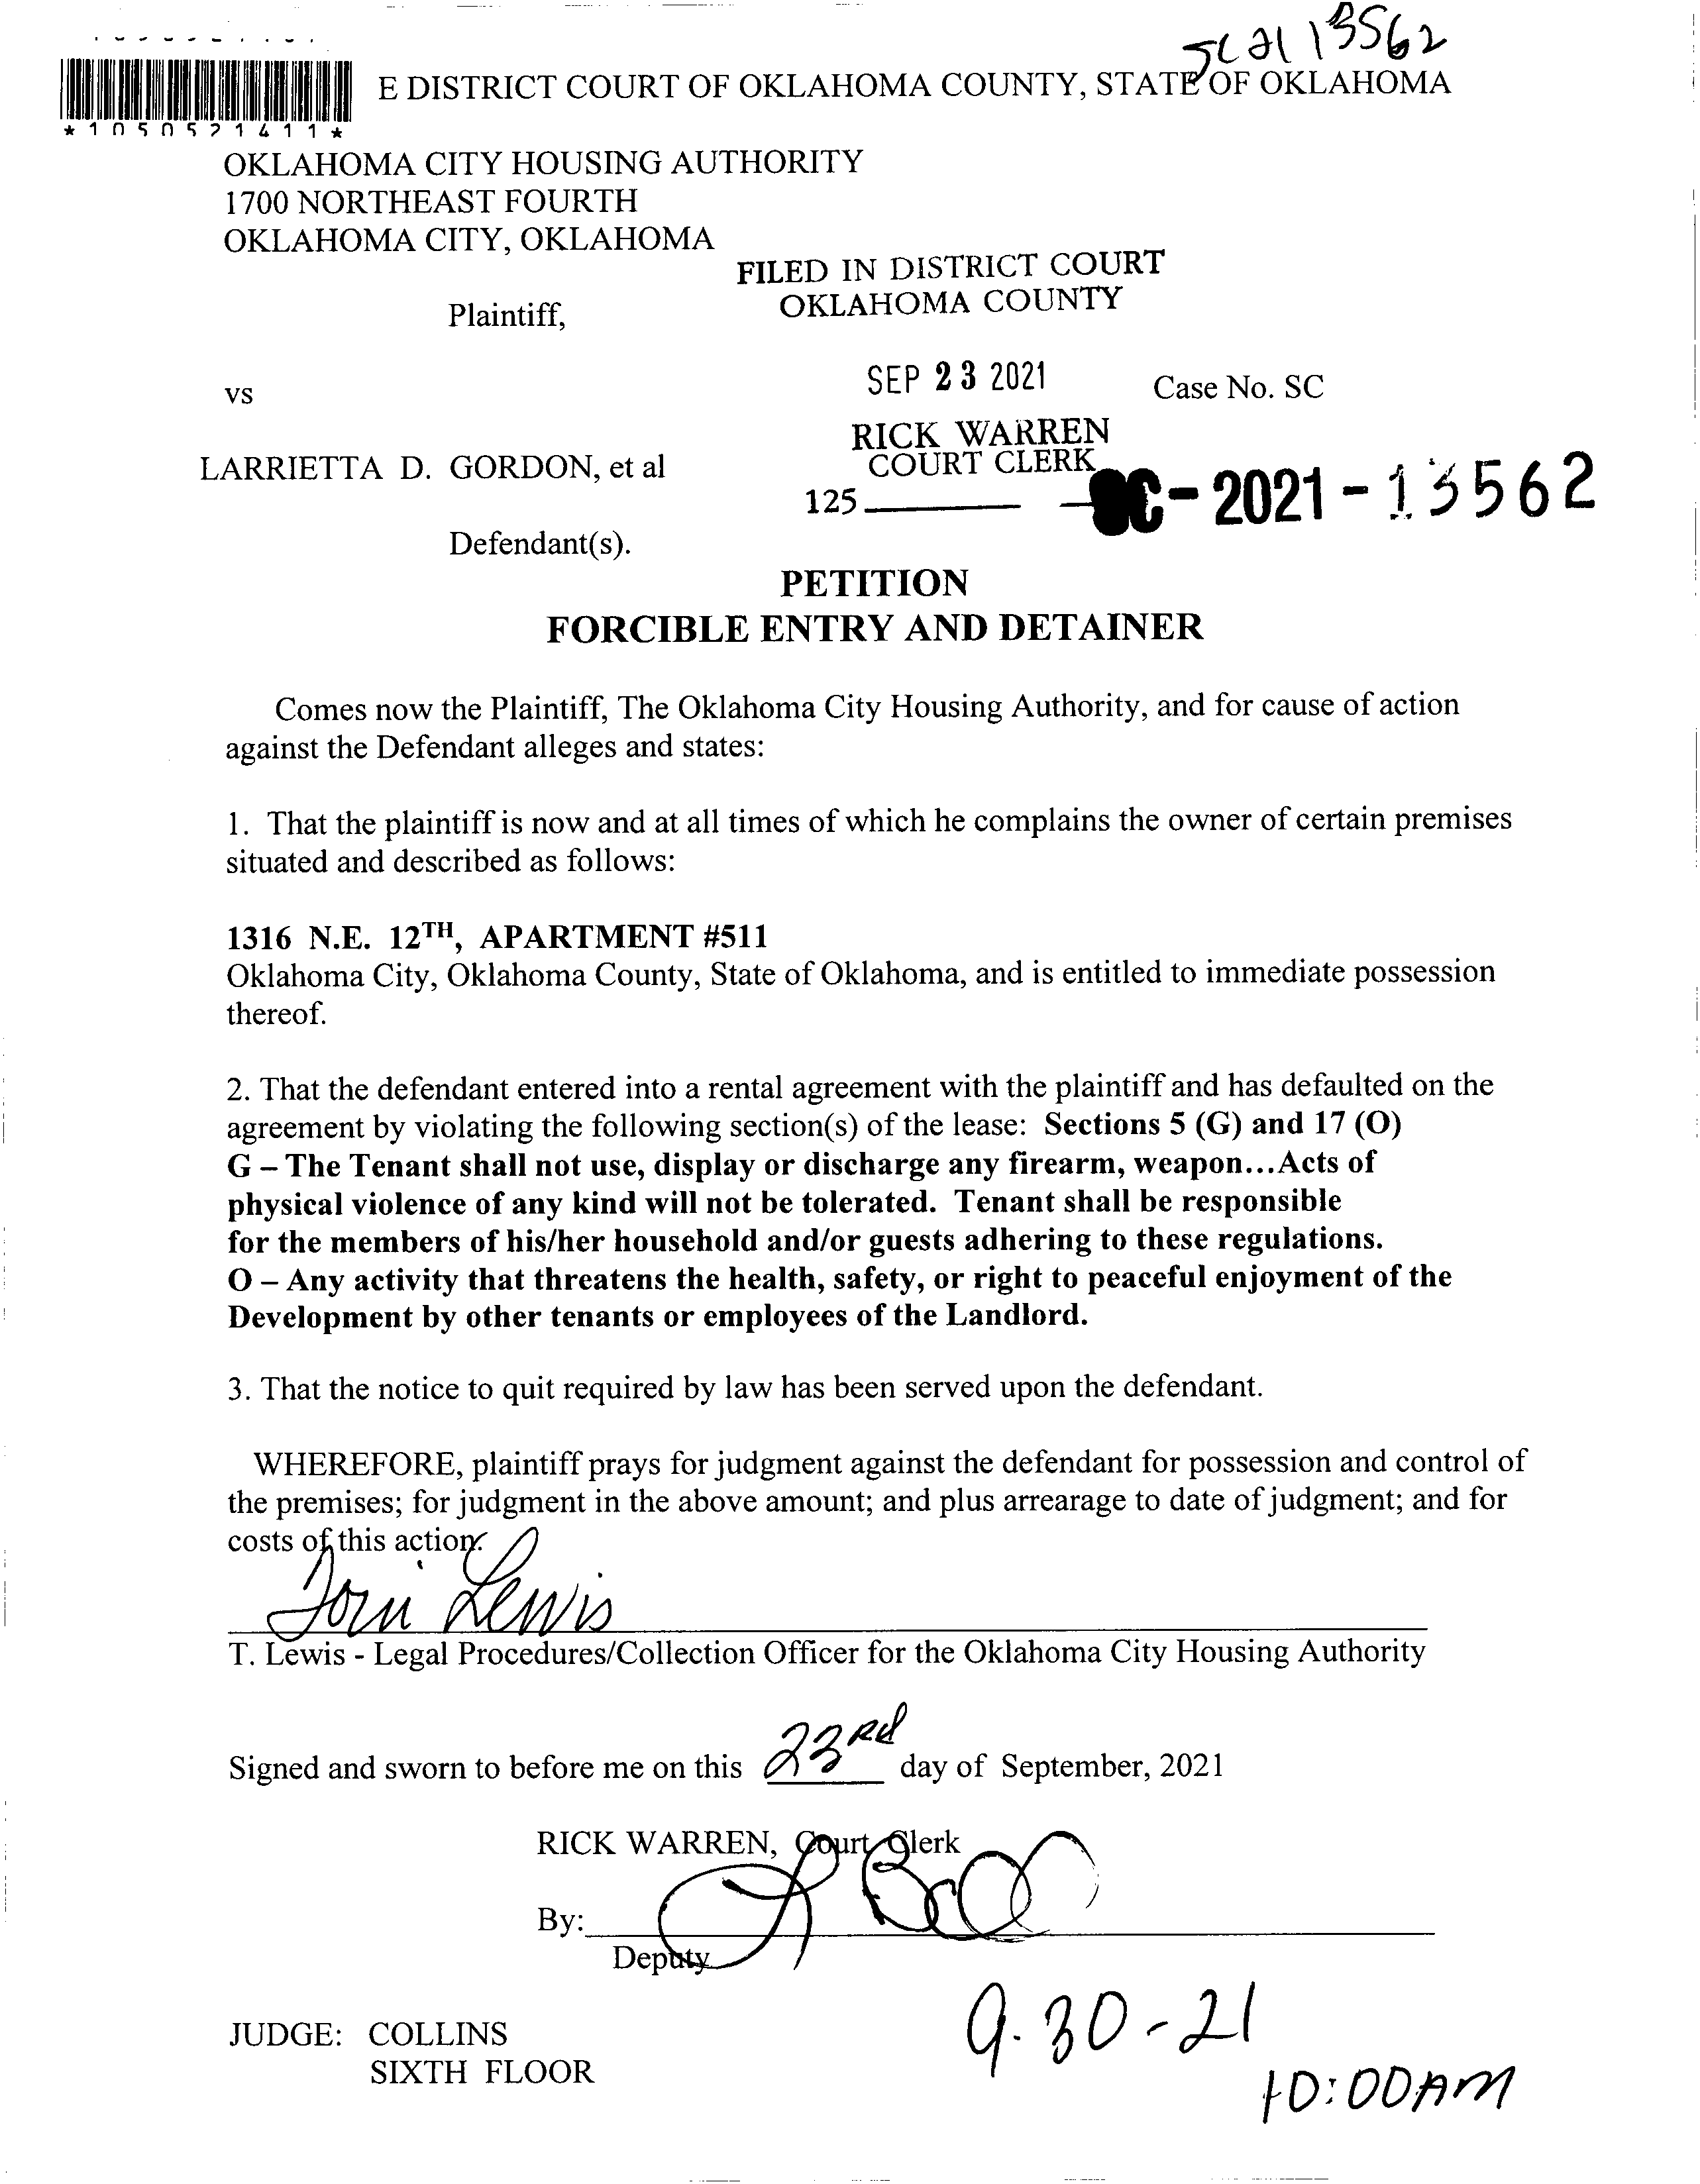 SC21 13562
E DISTRICT COURT OF OKLAHOMA COUNTY, STATE OF OKLAHOMA
*1050521411*
OKLAHOMA CITY HOUSING AUTHORITY
1700 NORTHEAST FOURTH
OKLAHOMA CITY, OKLAHOMA
FILED IN DISTRICT COURT
OKLAHOMA COUNTY
Plaintiff,
SEP 23 2021
Case No. SC
vs
RICK WARREN
COURT CLERK
LARRIETTA D. GORDON, et al
125
C-2021-13562
Defendant(s).
PETITION
FORCIBLE ENTRY AND DETAINER
Comes now the Plaintiff, The Oklahoma City Housing Authority, and for cause of action
against the Defendant alleges and states:
1. That the plaintiff is now and at all times of which he complains the owner of certain premises
situated and described as follows:
1316 N.E. 12TH, APARTMENT #511
Oklahoma City, Oklahoma County, State of Oklahoma, and is entitled to immediate possession
thereof.
2. That the defendant entered into a rental agreement with the plaintiff and has defaulted on the
agreement by violating the following section(s) of the lease: Sections 5 (G) and 17 (O)
G – The Tenant shall not use, display or discharge any firearm, weapon...Acts of
physical violence of any kind will not be tolerated. Tenant shall be responsible
for the members of his/her household and/or guests adhering to these regulations.
O – Any activity that threatens the health, safety, or right to peaceful enjoyment of the
Development by other tenants or employees of the Landlord.
3. That the notice to quit required by law has been served upon the defendant.
WHEREFORE, plaintiff prays for judgment against the defendant for possession and control of
the premises; for judgment in the above amount; and plus arrearage to date of judgment; and for
costs of this action.
Tori Lewis
T. Lewis - Legal Procedures/Collection Officer for the Oklahoma City Housing Authority
Signed and sworn to before me on this 23rd day of September, 2021
RICK WARREN, Court Clerk
By:
Deputy
JUDGE: COLLINS
SIXTH FLOOR
9-30-21
10:00AM